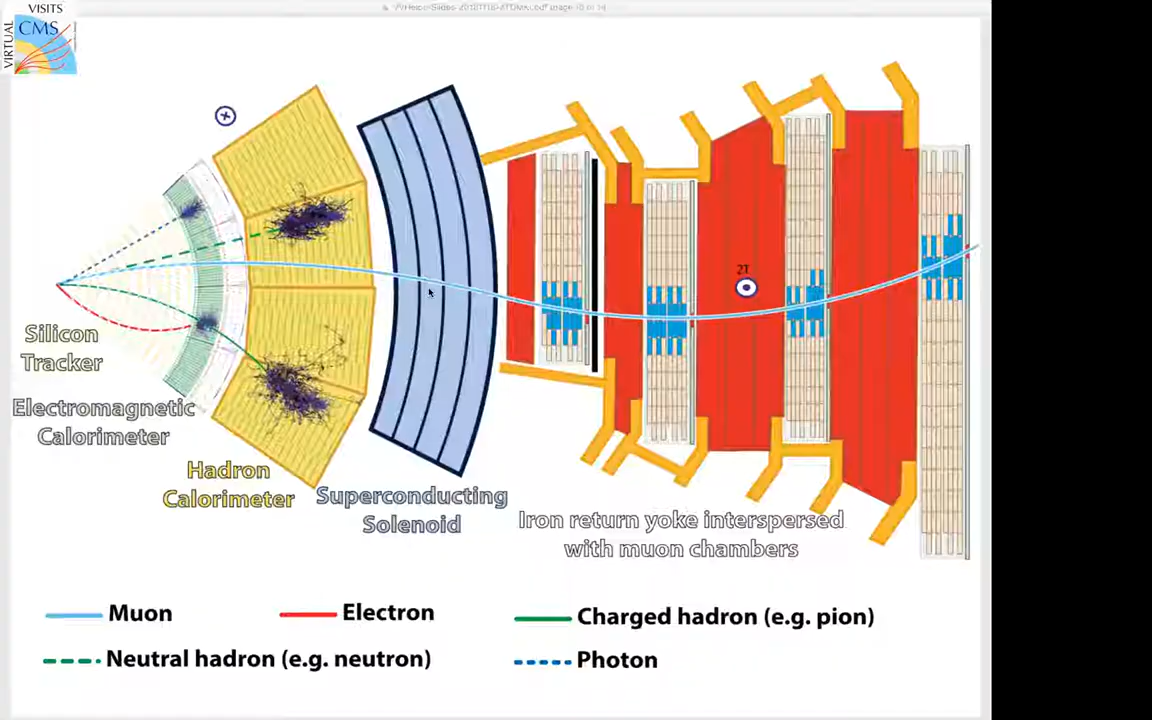 VISITS
VIRTUAL
CMS
2T
Silicon
Tracker
Electromagnetic
Calorimeter
Hadron
Calorimeter
Superconducting
Solenoid
Iron return yoke interspersed
with muon chambers
Muon
Electron
Charged hadron (e.g. pion)
Neutral hadron (e.g. neutron)
Photon